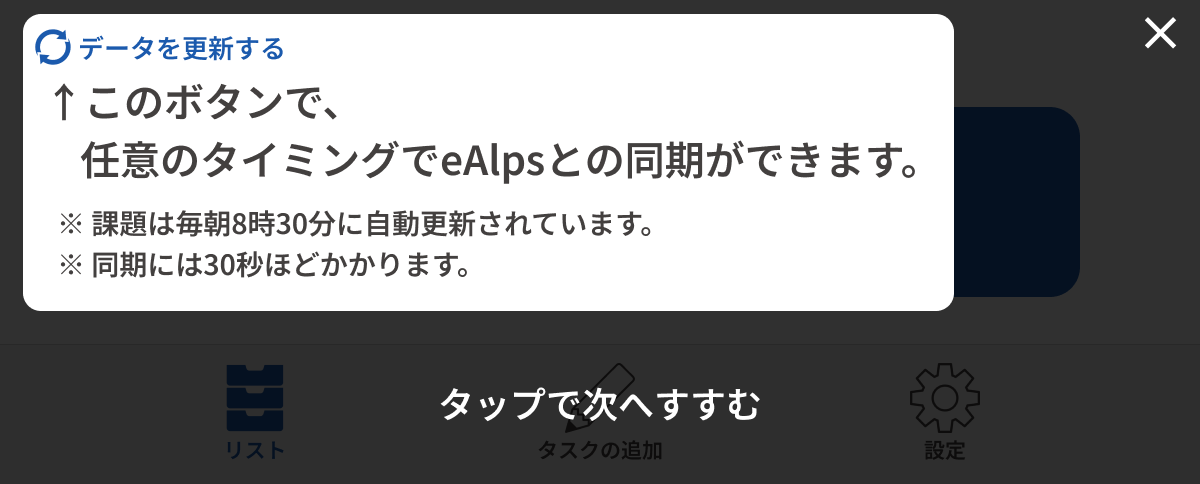 データを更新する
↑このボタンで、
任意のタイミングでeAlpsとの同期ができます。
※ 課題は毎朝8時30分に自動更新されています。
※ 同期には30秒ほどかかります。
タップで次へすすむ
リスト
タスクの追加
設定